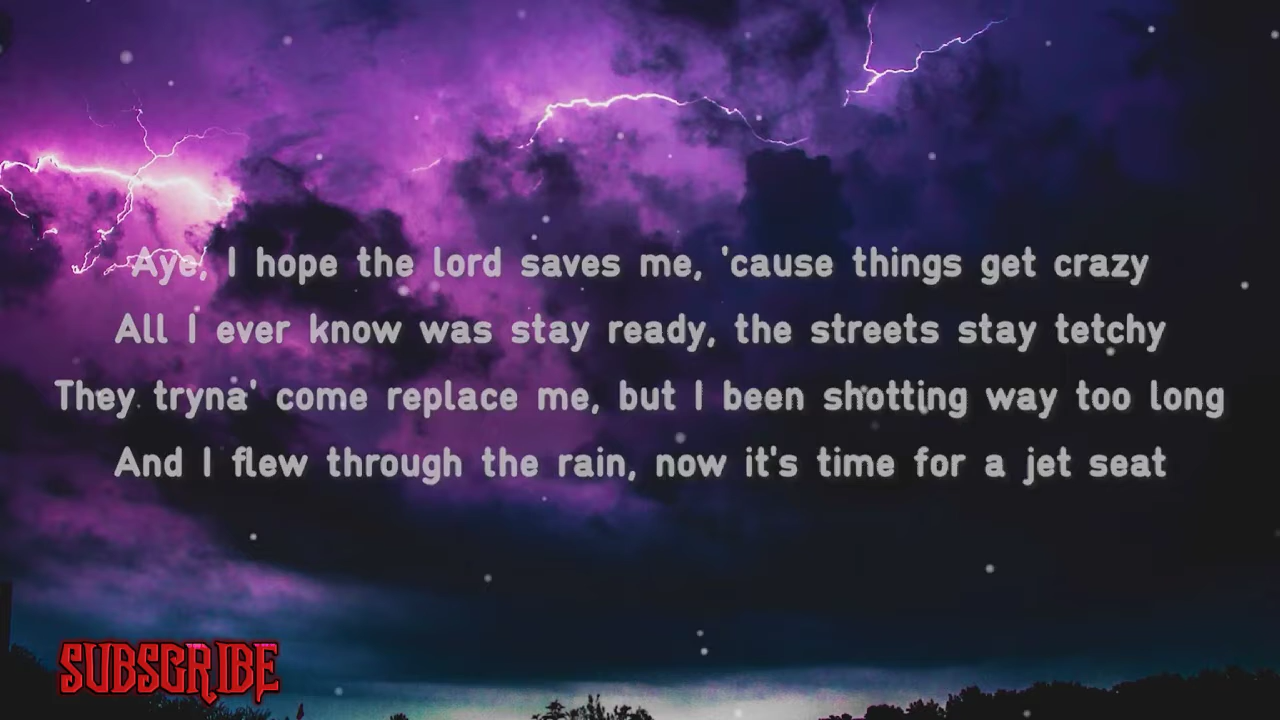 Aye, I hope the lord saves me, 'cause things get crazy
All I ever know was stay ready, the streets stay tetchy
They tryna' come replace me, but I been shotting way too long
And I flew through the rain, now it's time for a jet seat
SUBSCRIBE